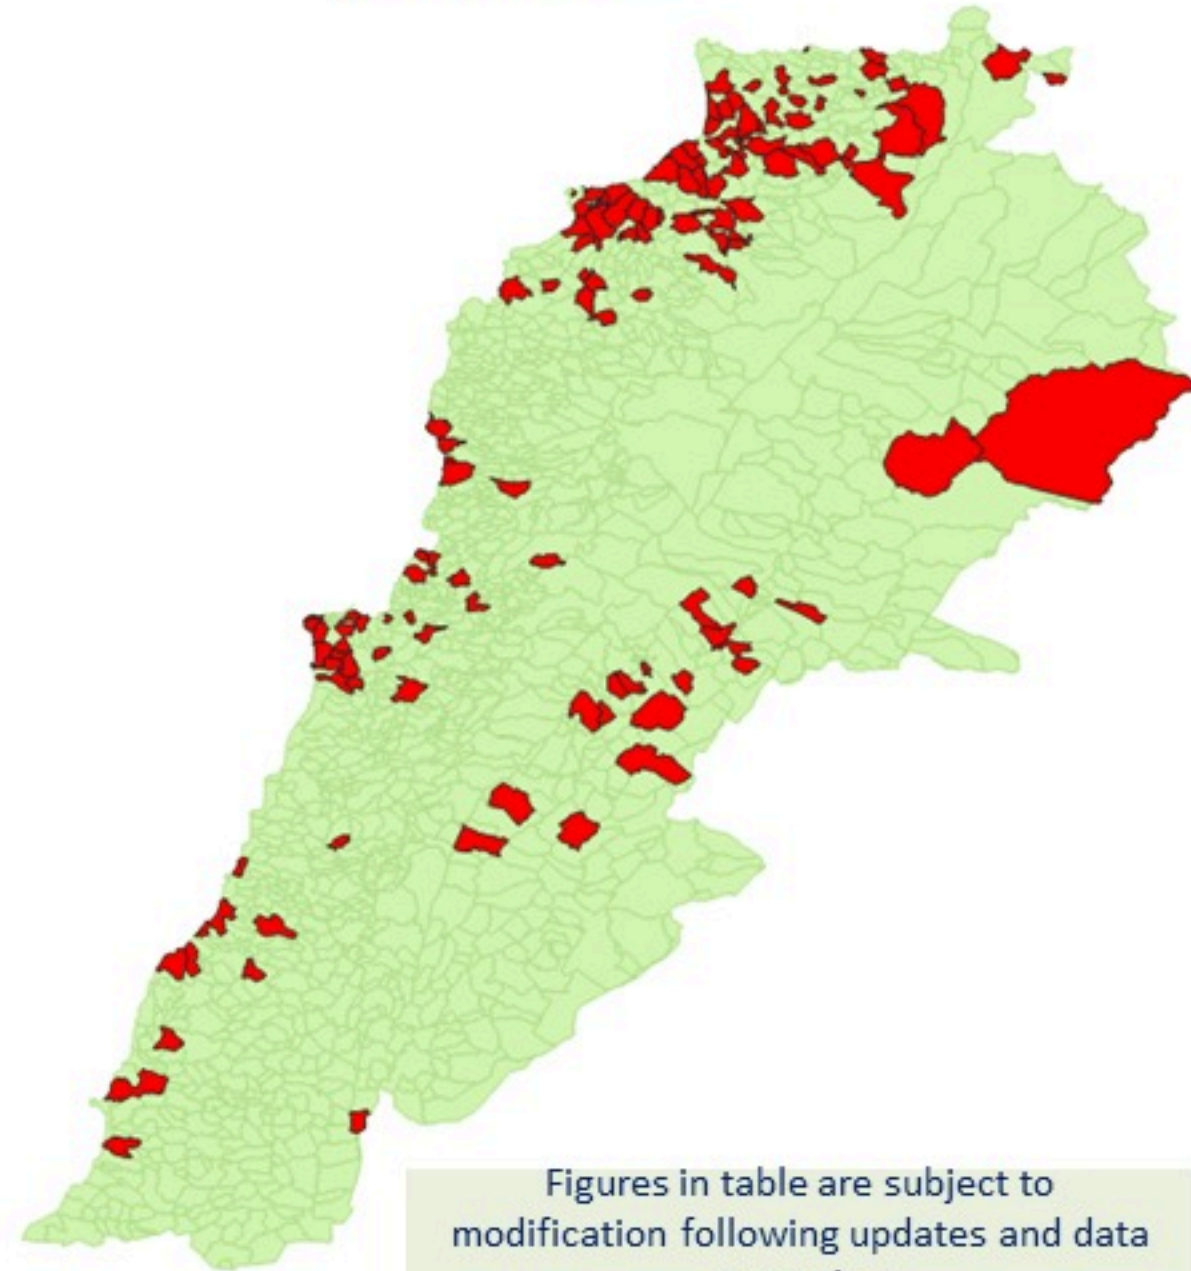 Figures in table are subject to
modification following updates and data